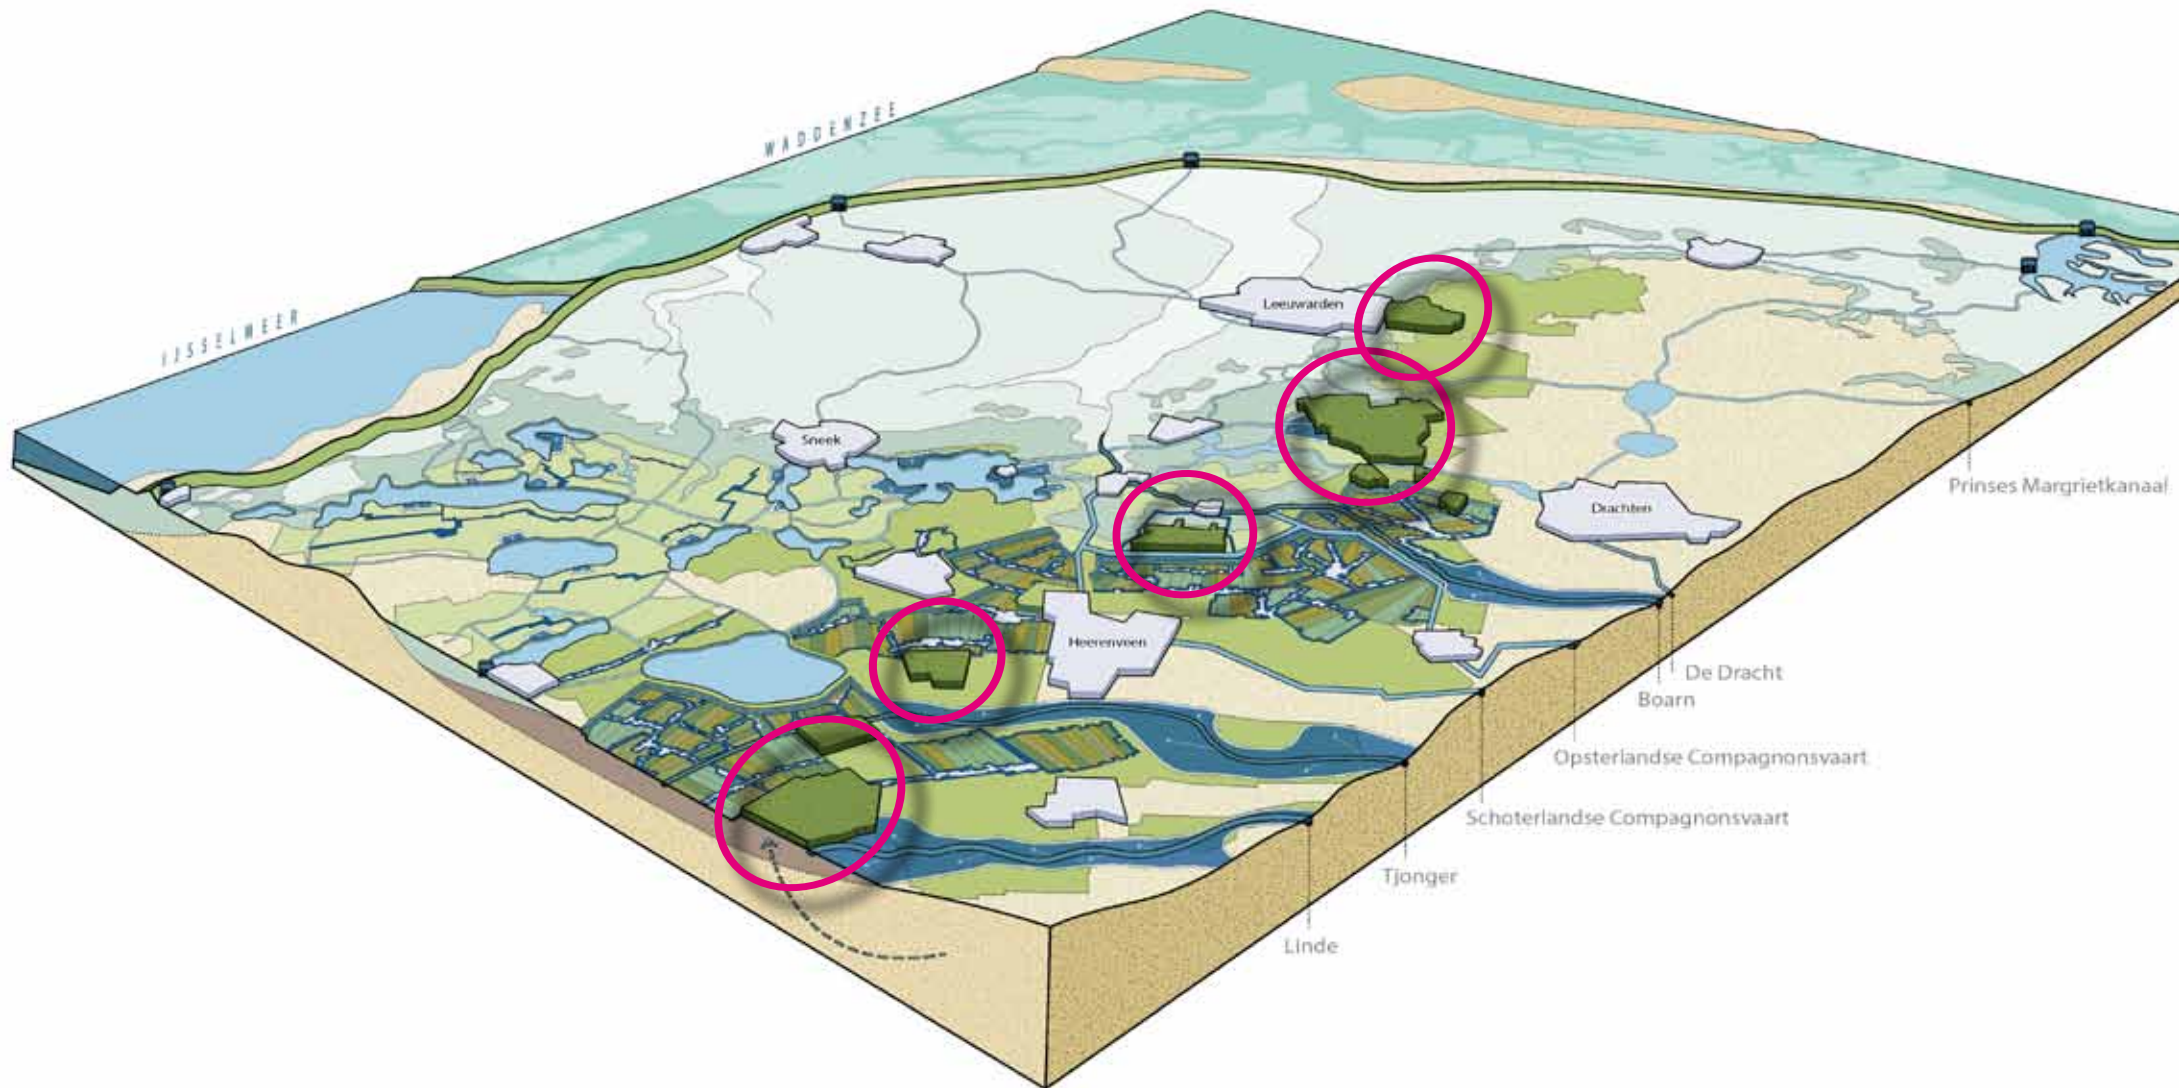 WADDENZEE
IJSSELMEER
Leeuwarden
Sneek
Prinses Margrietkanaal
Drachten
Heerenveen
De Dracht
Boarn
Opsterlandse Compagnonsvaart
Schoterlandse Compagnonsvaart
Tjonger
Linde